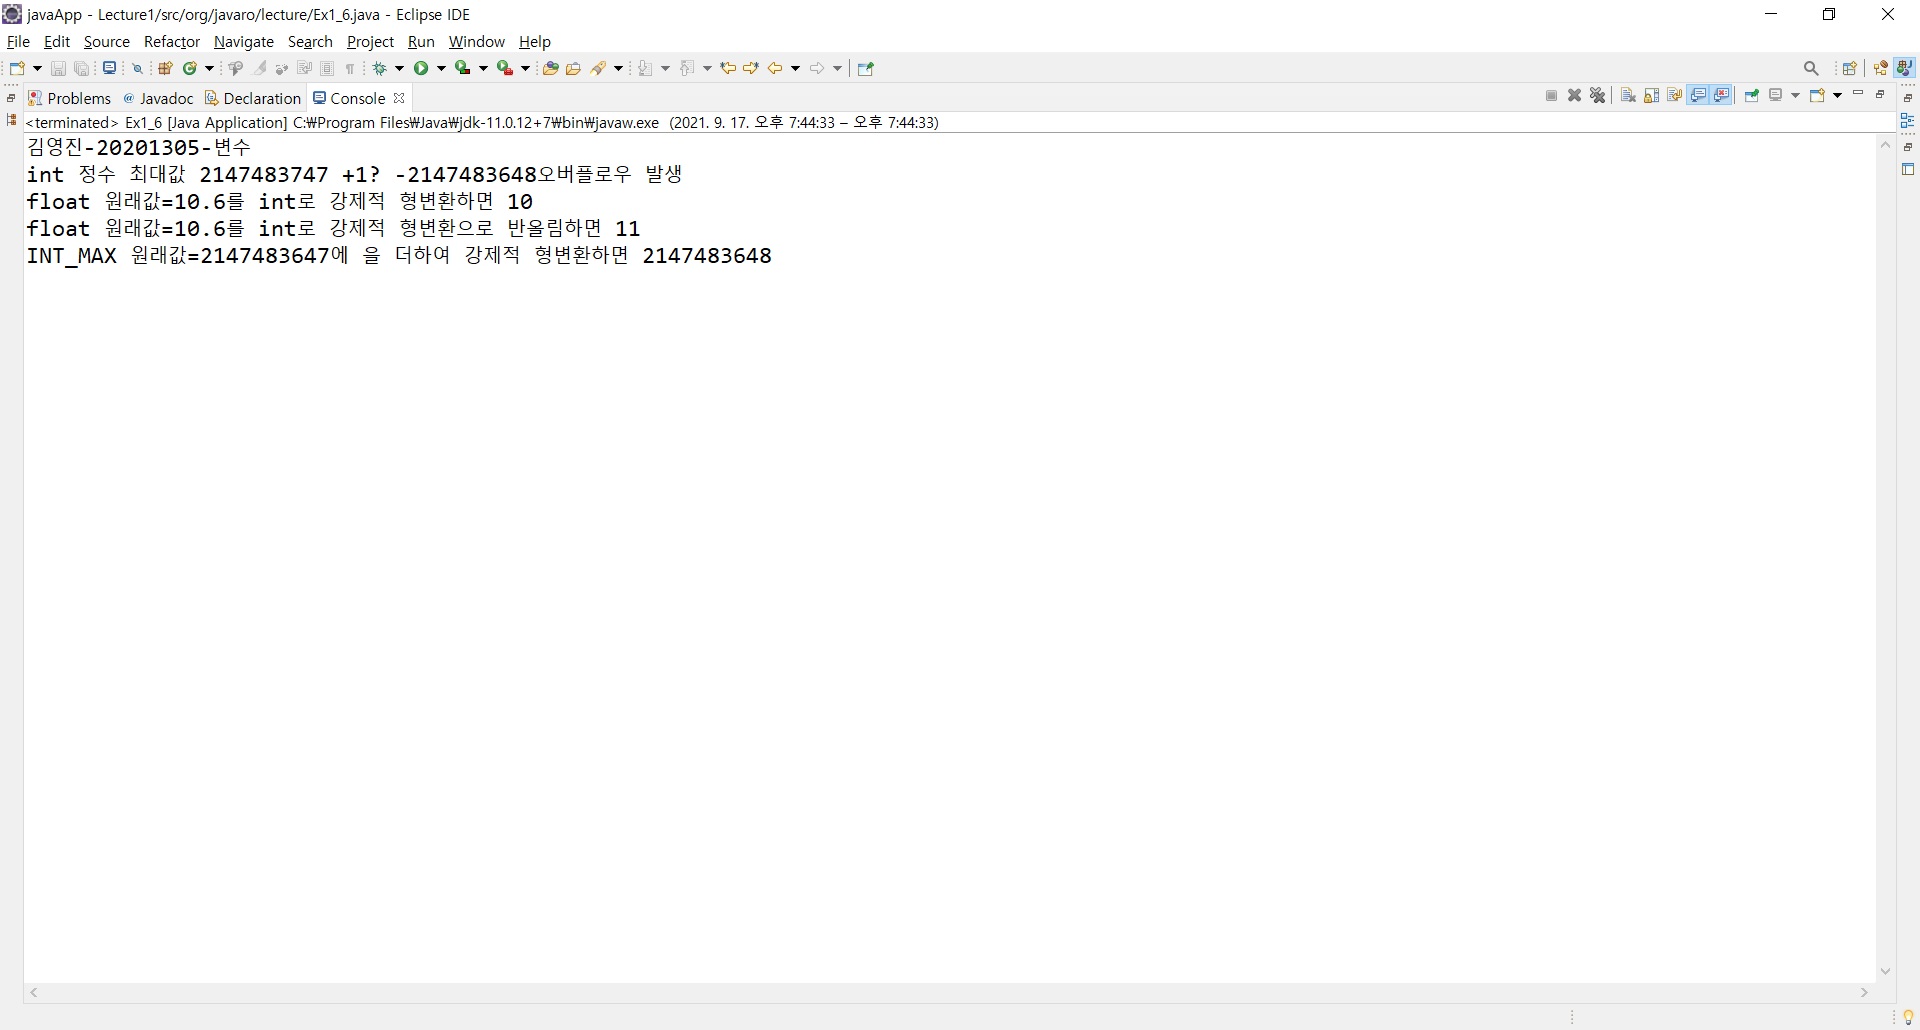 javaApp - Lecture1/src/org/javaro/lecture/Ex1_6.java - Eclipse IDE
File Edit Source Refactor Navigate Search Project Run Window Help
Problems @ Javadoc Declaration Console
<terminated> Ex1_6 [Java Application] C:₩Program Files₩Java₩jdk-11.0.12+7₩bin₩javaw.exe (2021. 9. 17. 오후 7:44:33 – 오후 7:44:33)
김영진-20201305-변수
int 정수 최대값 2147483747 +1? -2147483648오버플로우 발생
float 원래값=10.6를 int로 강제적 형변환하면 10
float 원래값=10.6를 int로 강제적 형변환으로 반올림하면 11
INT_MAX 원래값=2147483647에 을 더하여 강제적 형변환하면 2147483648